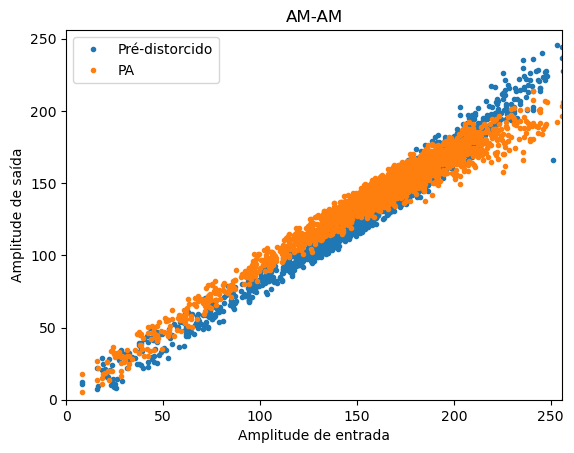 AM-AM
Pré-distorcido
PA
Amplitude de saída
250
200
150
100
50
0
0 50 100 150 200 250
Amplitude de entrada